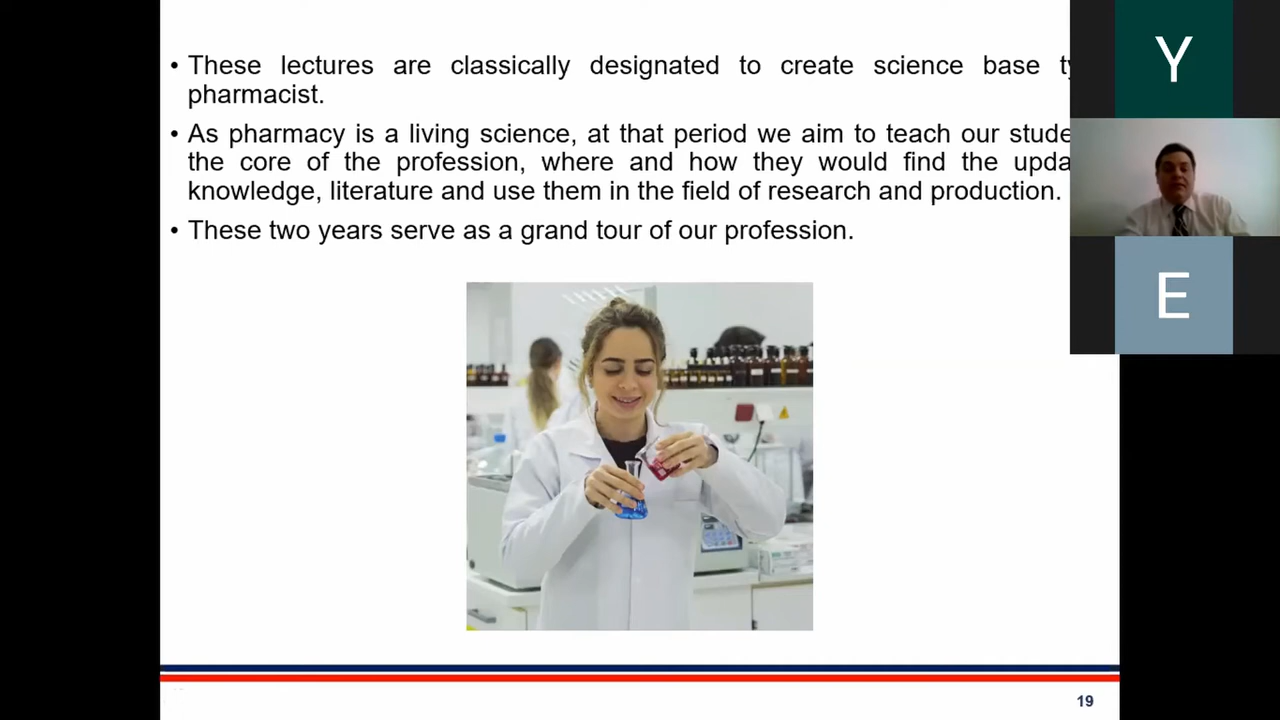 • These lectures are classically designated to create science base
pharmacist.
• As pharmacy is a living science, at that period we aim to teach our
the core of the profession, where and how they would find the
knowledge, literature and use them in the field of research and production.
• These two years serve as a grand tour of our profession.
Y
E
19